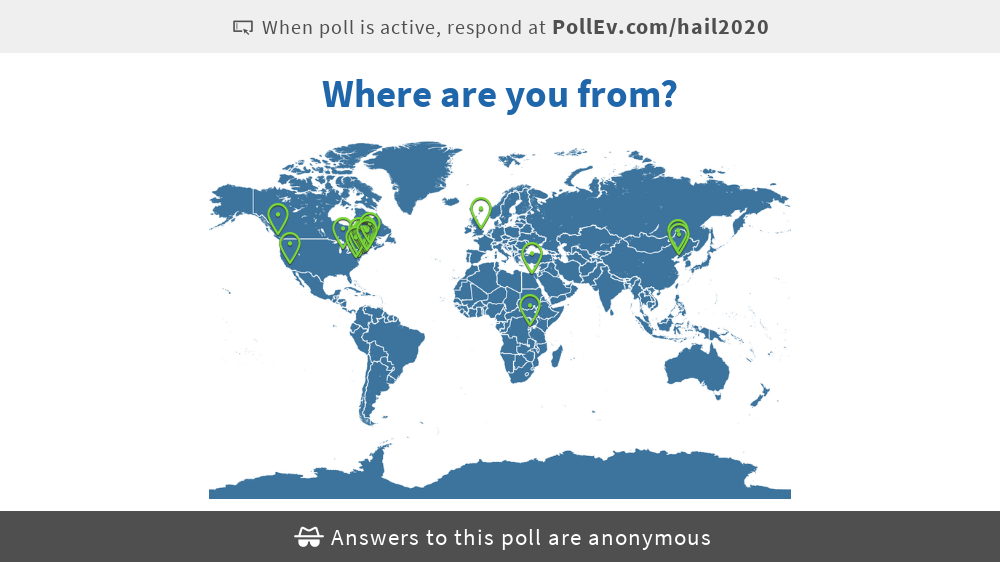 When poll is active, respond at PollEv.com/hail2020
Where are you from?
Answers to this poll are anonymous